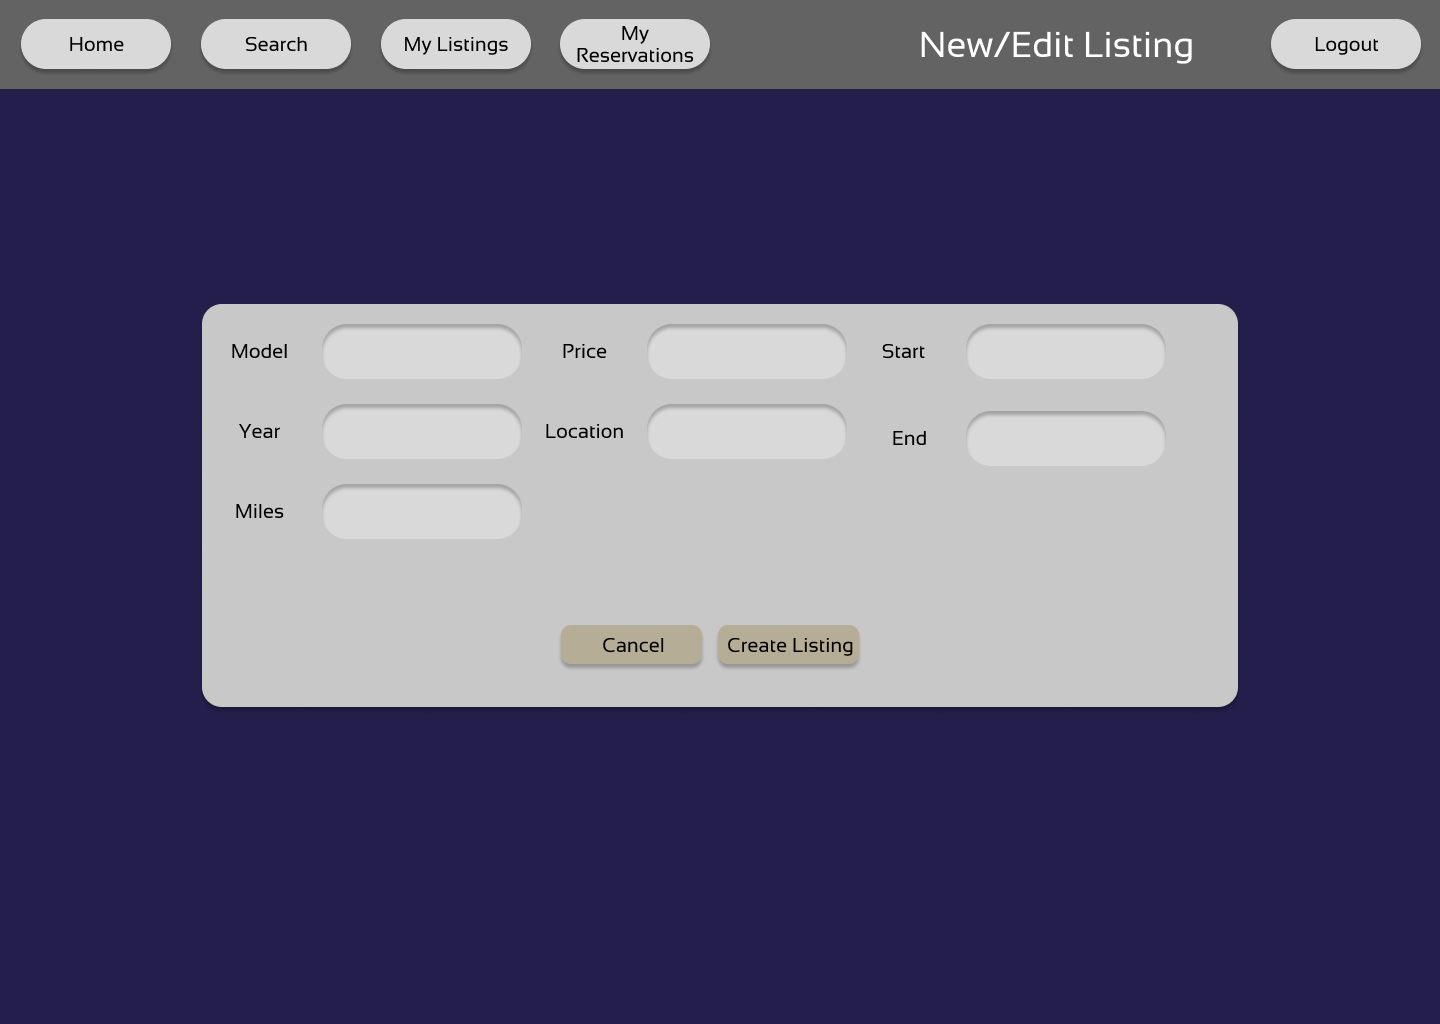 Home
Search
My Listings
My
Reservations
New/Edit Listing
Logout
Model
Price
Start
Year
Location
End
Miles
Cancel
Create Listing